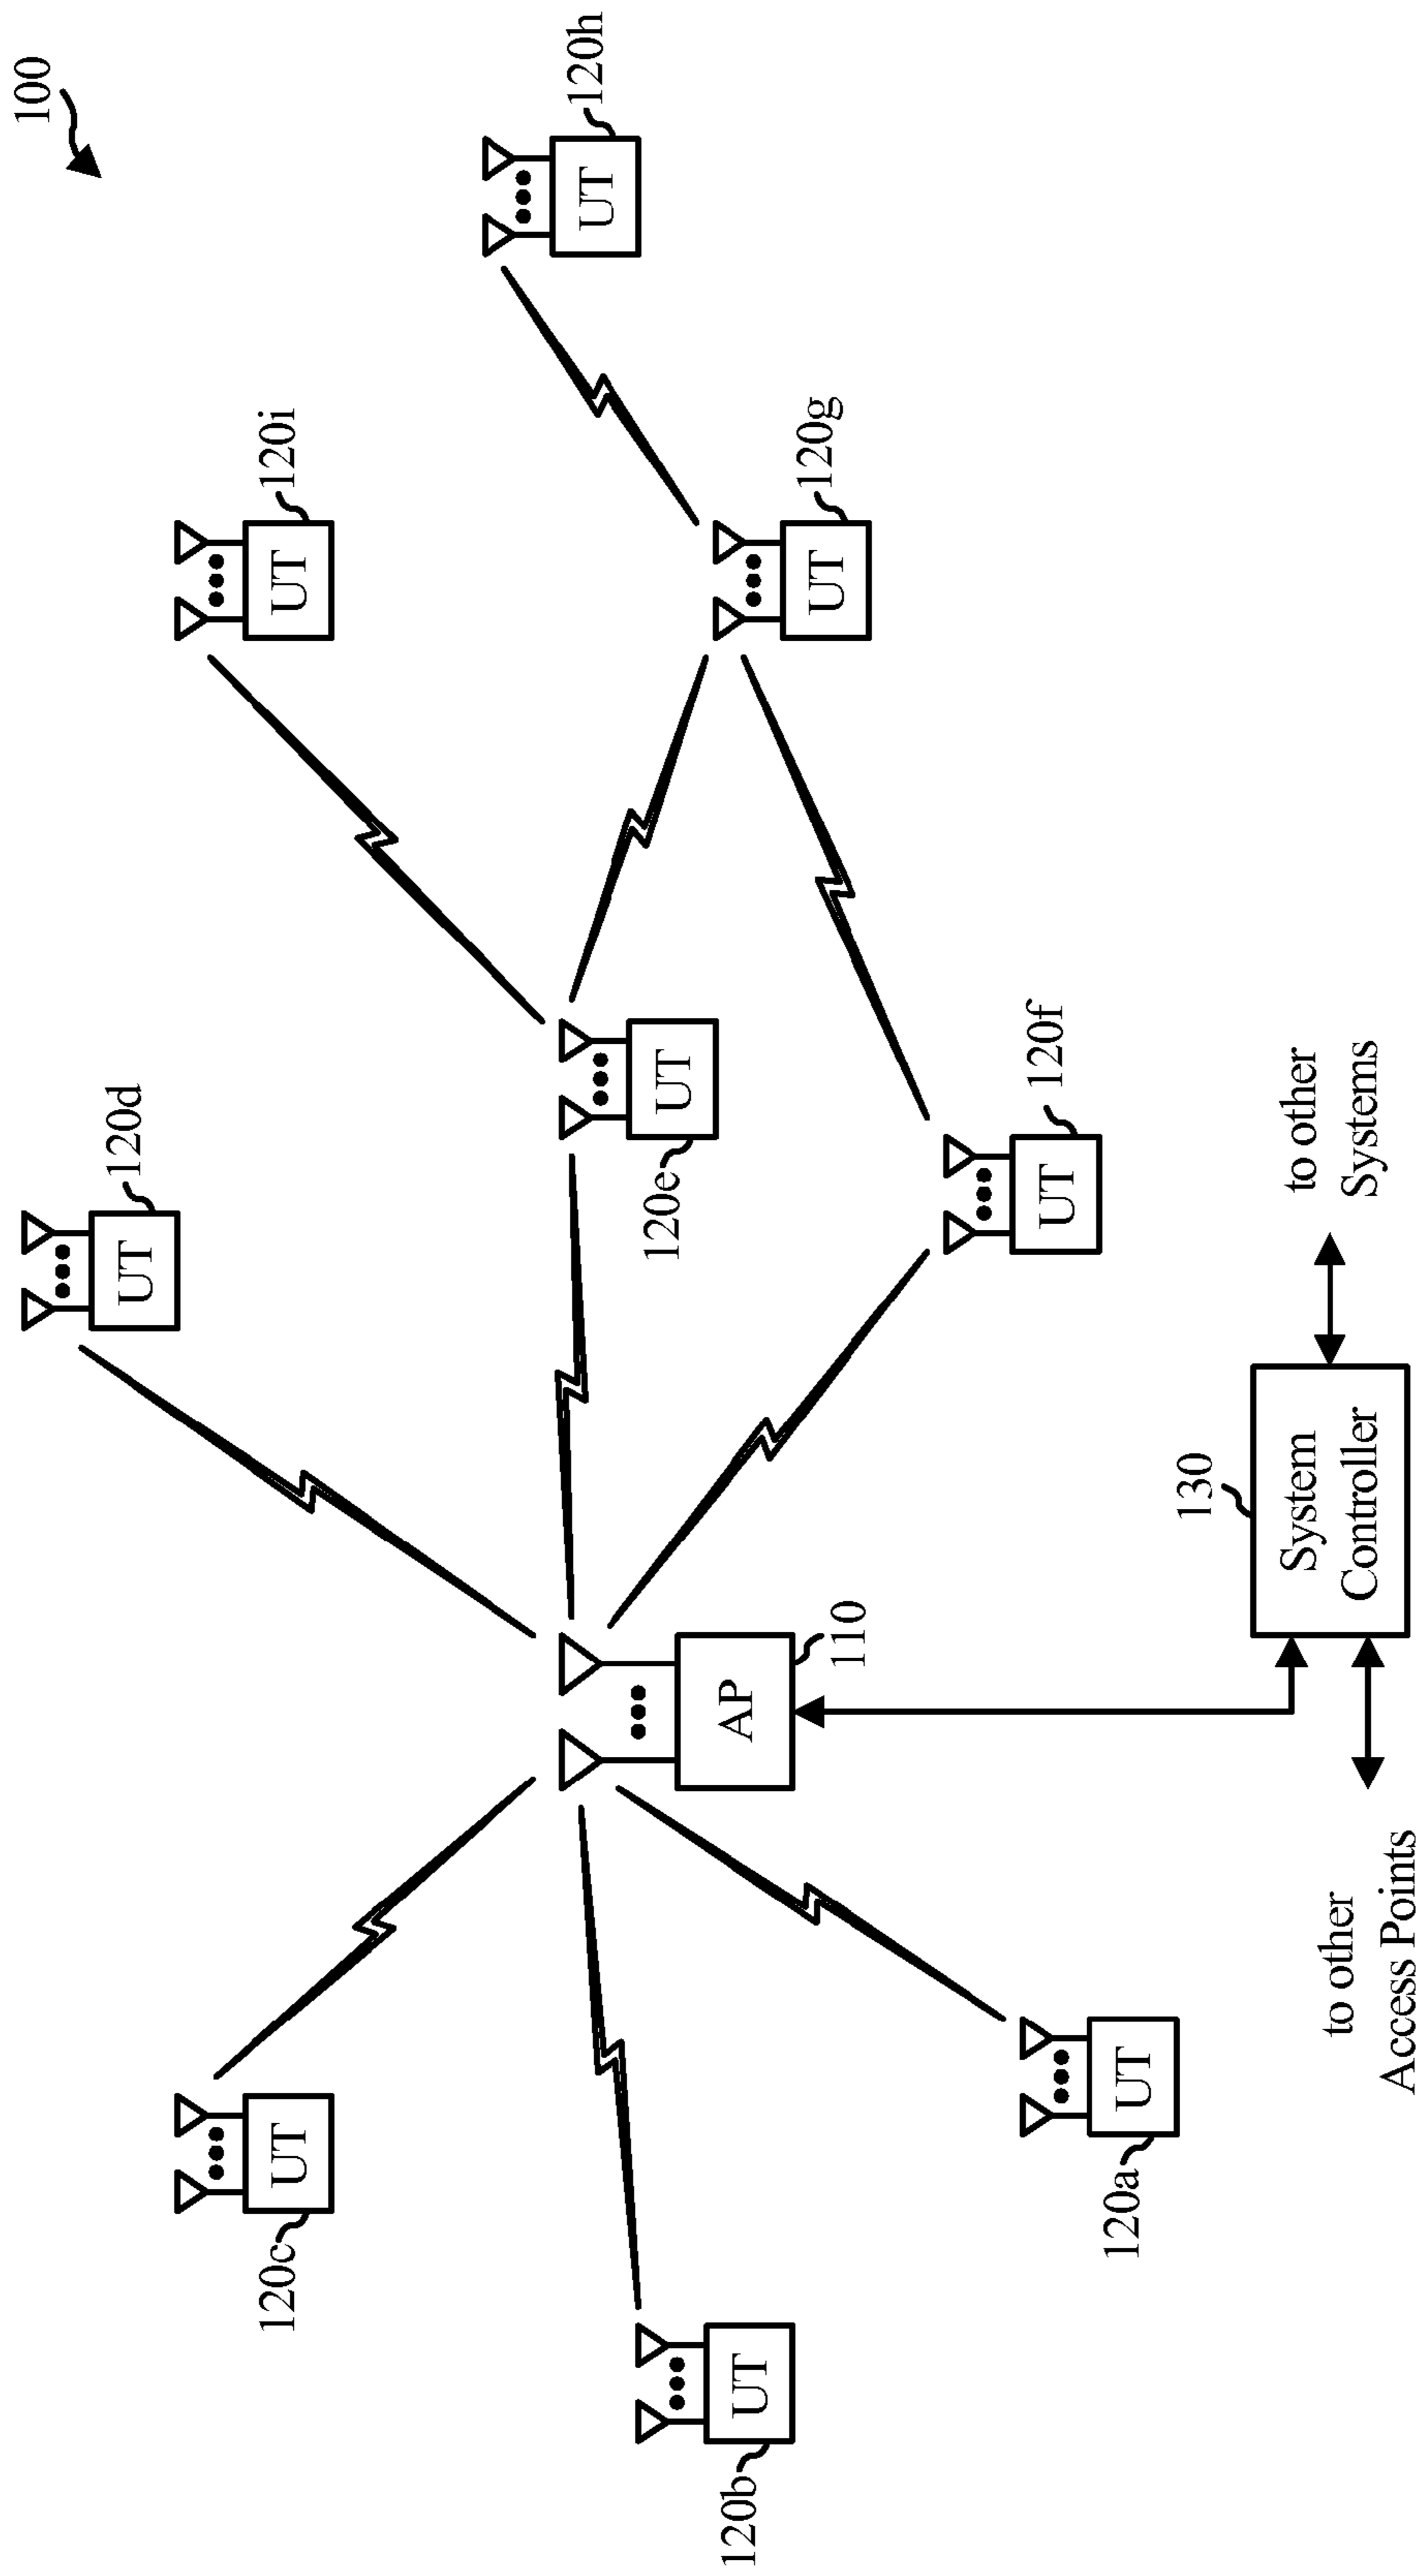 100
UT
120d
UT
120c
UT
120i
UT
120h
UT
120e
AP
110
UT
120b
UT
120g
UT
120f
UT
120a
130
System
Controller
to other
Systems
to other
Access Points